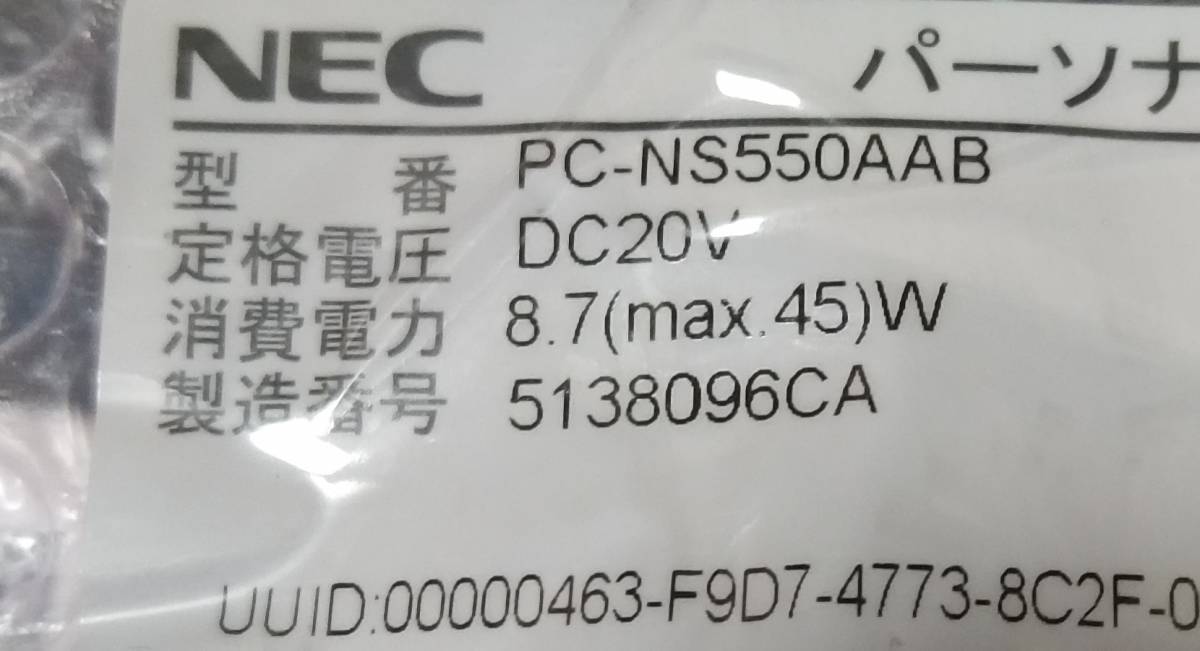 NEC パーソナ
型番 PC-NS550AAB
定格電圧 DC20V
消費電力 8.7(max.45)W
製造番号 5138096CA
UUID:00000463-F9D7-4773-8C2F-0